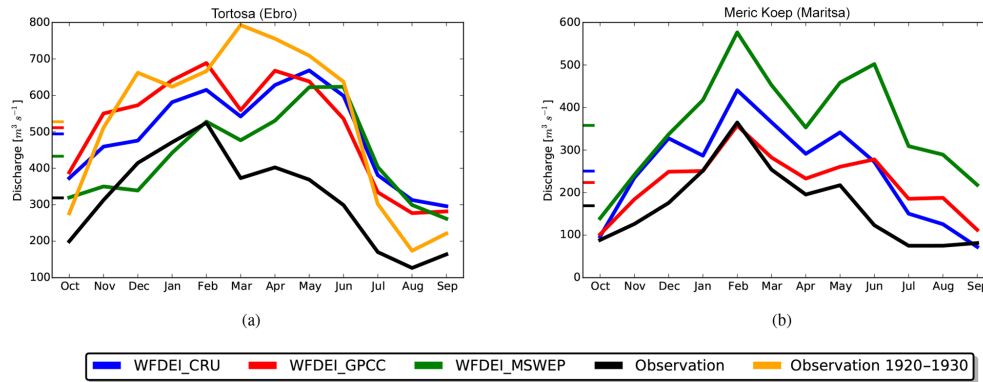 Tortosa (Ebro)
800
700
600
500
400
300
200
100
Discharge [m³ s⁻¹]
Oct Nov Dec Jan Feb Mar Apr May Jun Jul Aug Sep
(a)
Meric Koep (Maritsa)
600
500
400
300
200
100
0
Discharge [m³ s⁻¹]
Oct Nov Dec Jan Feb Mar Apr May Jun Jul Aug Sep
(b)
WFDEI_CRU WFDEI_GPCC WFDEI_MSWEP Observation Observation 1920–1930